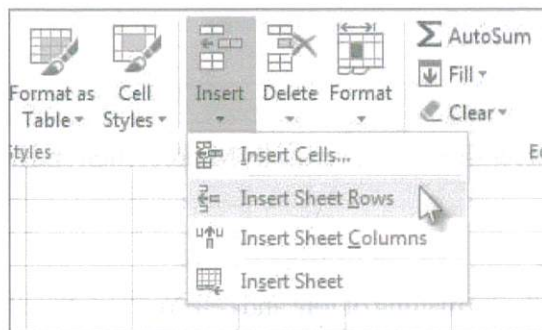 Format as Table
Cell Styles
Insert
Delete
Format
AutoSum
Fill
Clear
Styles
Insert Cells...
Insert Sheet Rows
Insert Sheet Columns
Insert Sheet